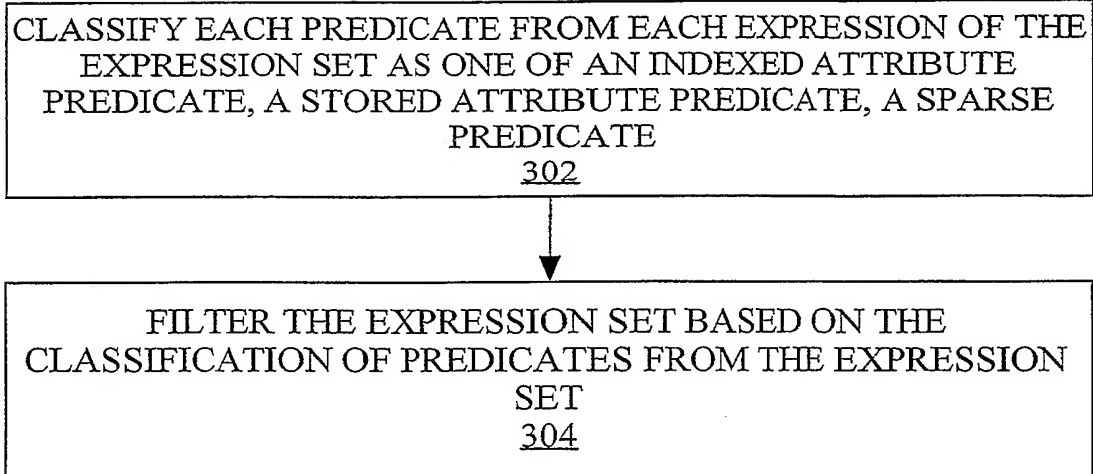 CLASSIFY EACH PREDICATE FROM EACH EXPRESSION OF THE
EXPRESSION SET AS ONE OF AN INDEXED ATTRIBUTE
PREDICATE, A STORED ATTRIBUTE PREDICATE, A SPARSE
PREDICATE
302
FILTER THE EXPRESSION SET BASED ON THE
CLASSIFICATION OF PREDICATES FROM THE EXPRESSION
SET
304